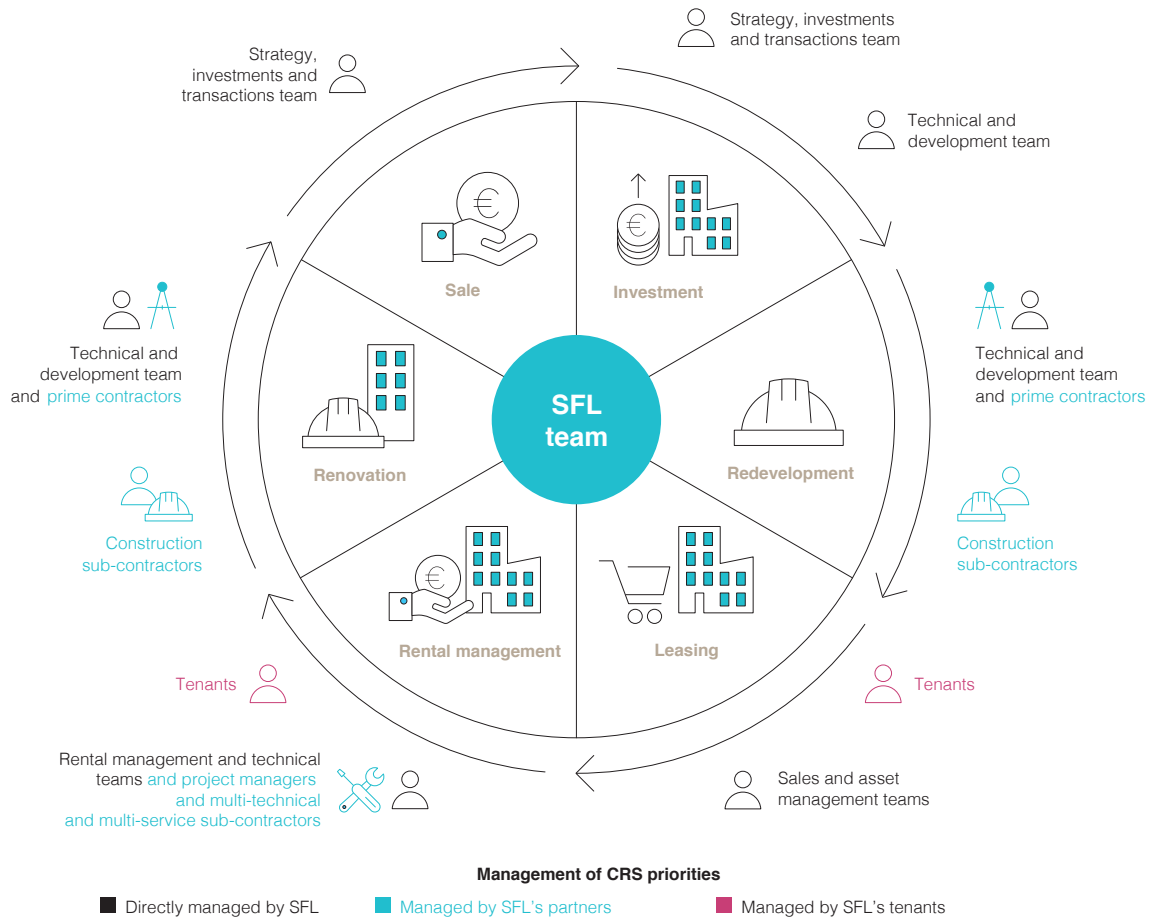 Strategy, investments
and transactions team
Strategy,
investments and
transactions team
Technical and
development team
€
€
Sale
Investment
Technical and
development team
and prime contractors
Technical and
development team
and prime contractors
SFL
team
Renovation
Redevelopment
Construction
sub-contractors
Construction
sub-contractors
€
Rental management
Leasing
Tenants
Tenants
Rental management and technical
teams and project managers
and multi-technical
and multi-service sub-contractors
Sales and asset
management teams
Management of CRS priorities
Directly managed by SFL
Managed by SFL's partners
Managed by SFL's tenants